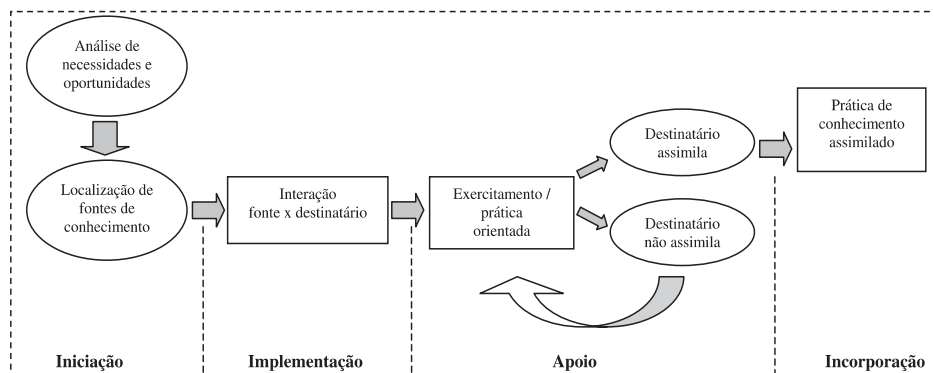 Análise de
necessidades e
oportunidades
Localização de
fontes de
conhecimento
Interação
fonte x destinatário
Exercitamento /
prática
orientada
Destinatário
assimila
Destinatário
não assimila
Prática de
conhecimento
assimilado
Iniciação
Implementação
Apoio
Incorporação